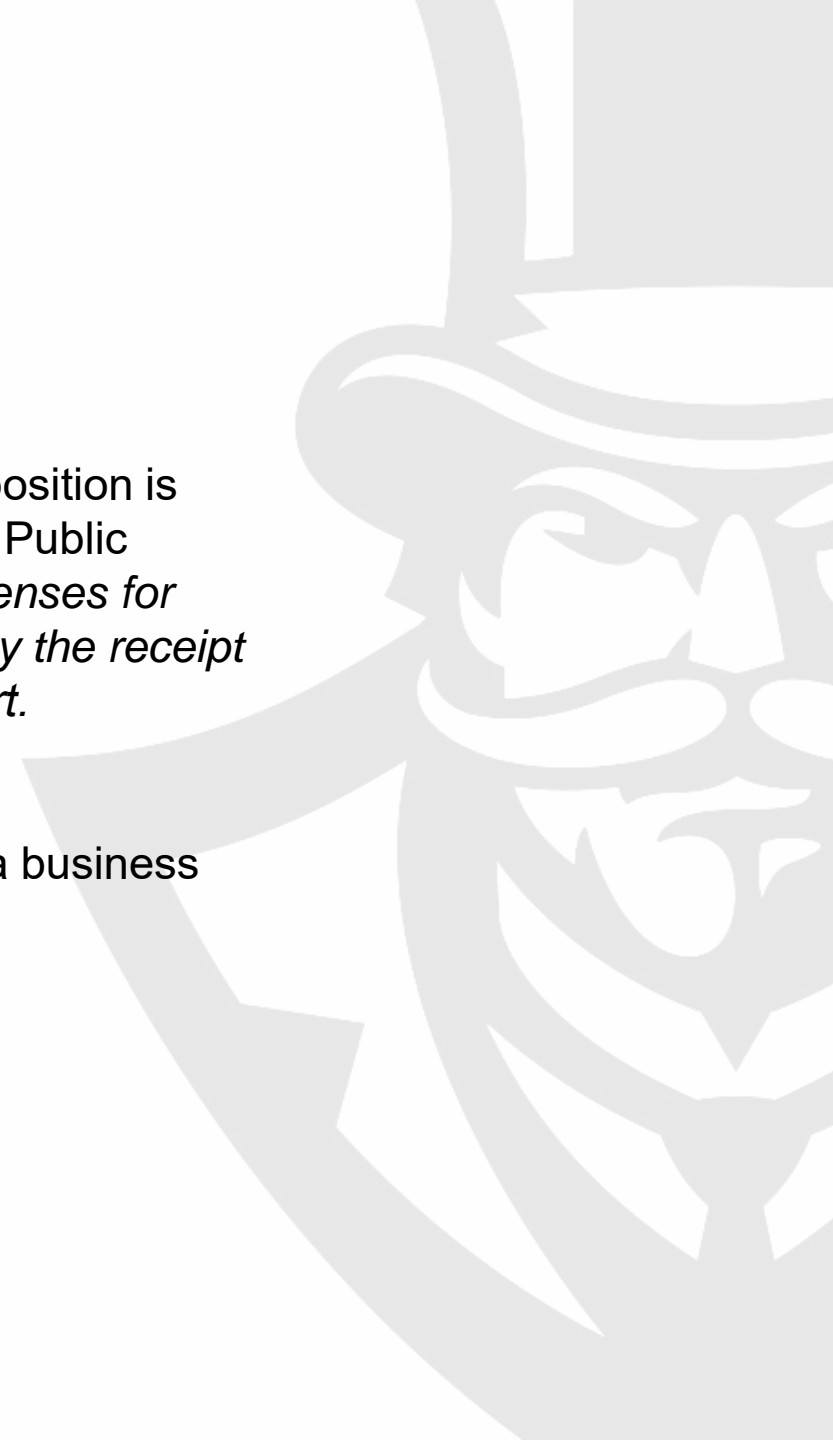 position is
Public
enses for
y the receipt
rt.
a business